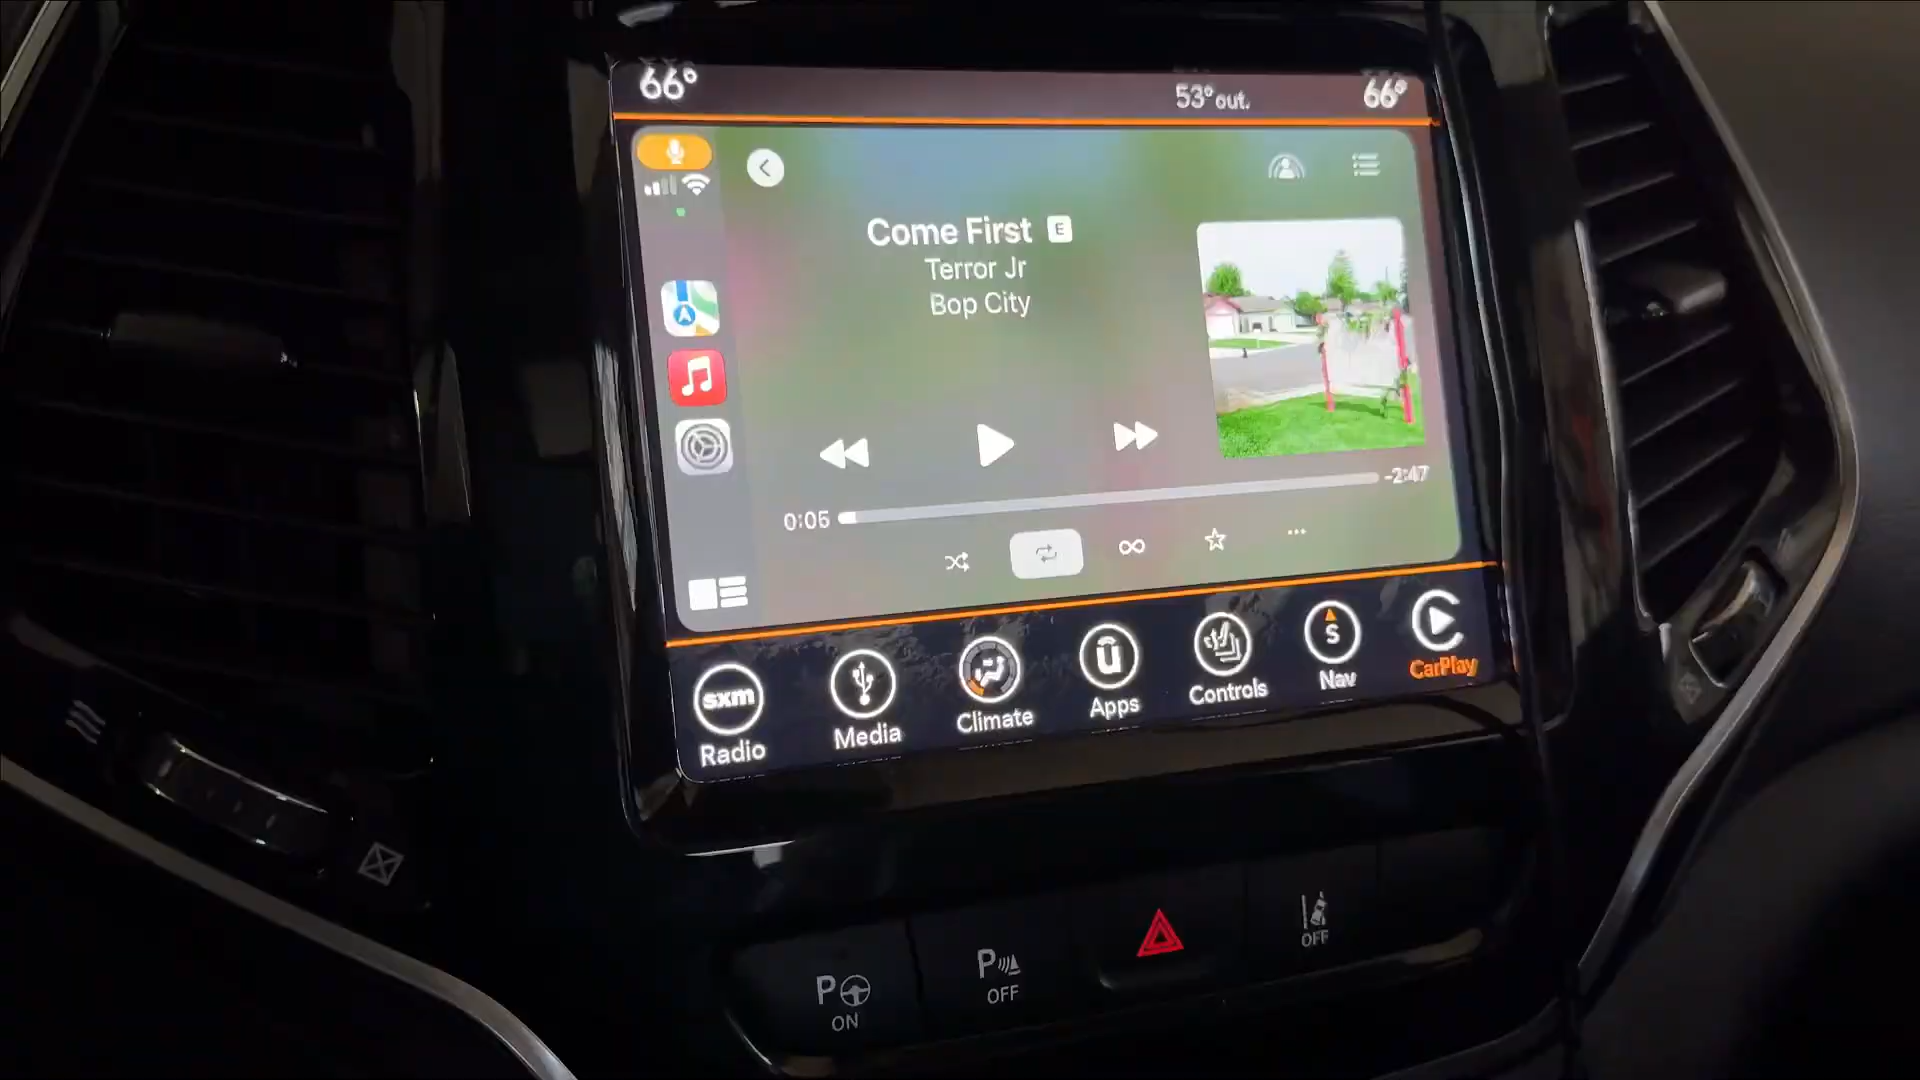 66°
53° out.
66°
Come First E
Terror Jr
Bop City
0:05
-2:47
sxm
Radio
Media
Climate
ū
Apps
Controls
S
Nav
CarPlay
P
ON
P
OFF
OFF